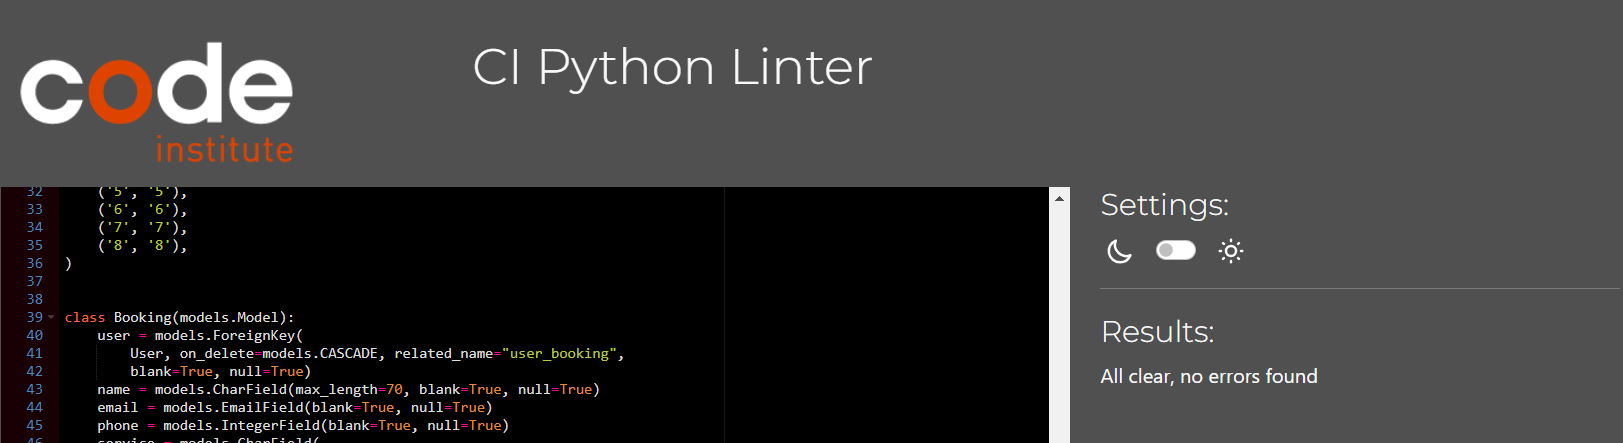 code
institute
CI Python Linter
32 ('5', '5'),
33 ('6', '6'),
34 ('7', '7'),
35 ('8', '8'),
36 )
37
38
39 class Booking(models.Model):
40 user = models.ForeignKey(
41 User, on_delete=models.CASCADE, related_name="user_booking",
42 blank=True, null=True)
43 name = models.CharField(max_length=70, blank=True, null=True)
44 email = models.EmailField(blank=True, null=True)
45 phone = models.IntegerField(blank=True, null=True)
46 service = models.CharField(
Settings:
Results:
All clear, no errors found